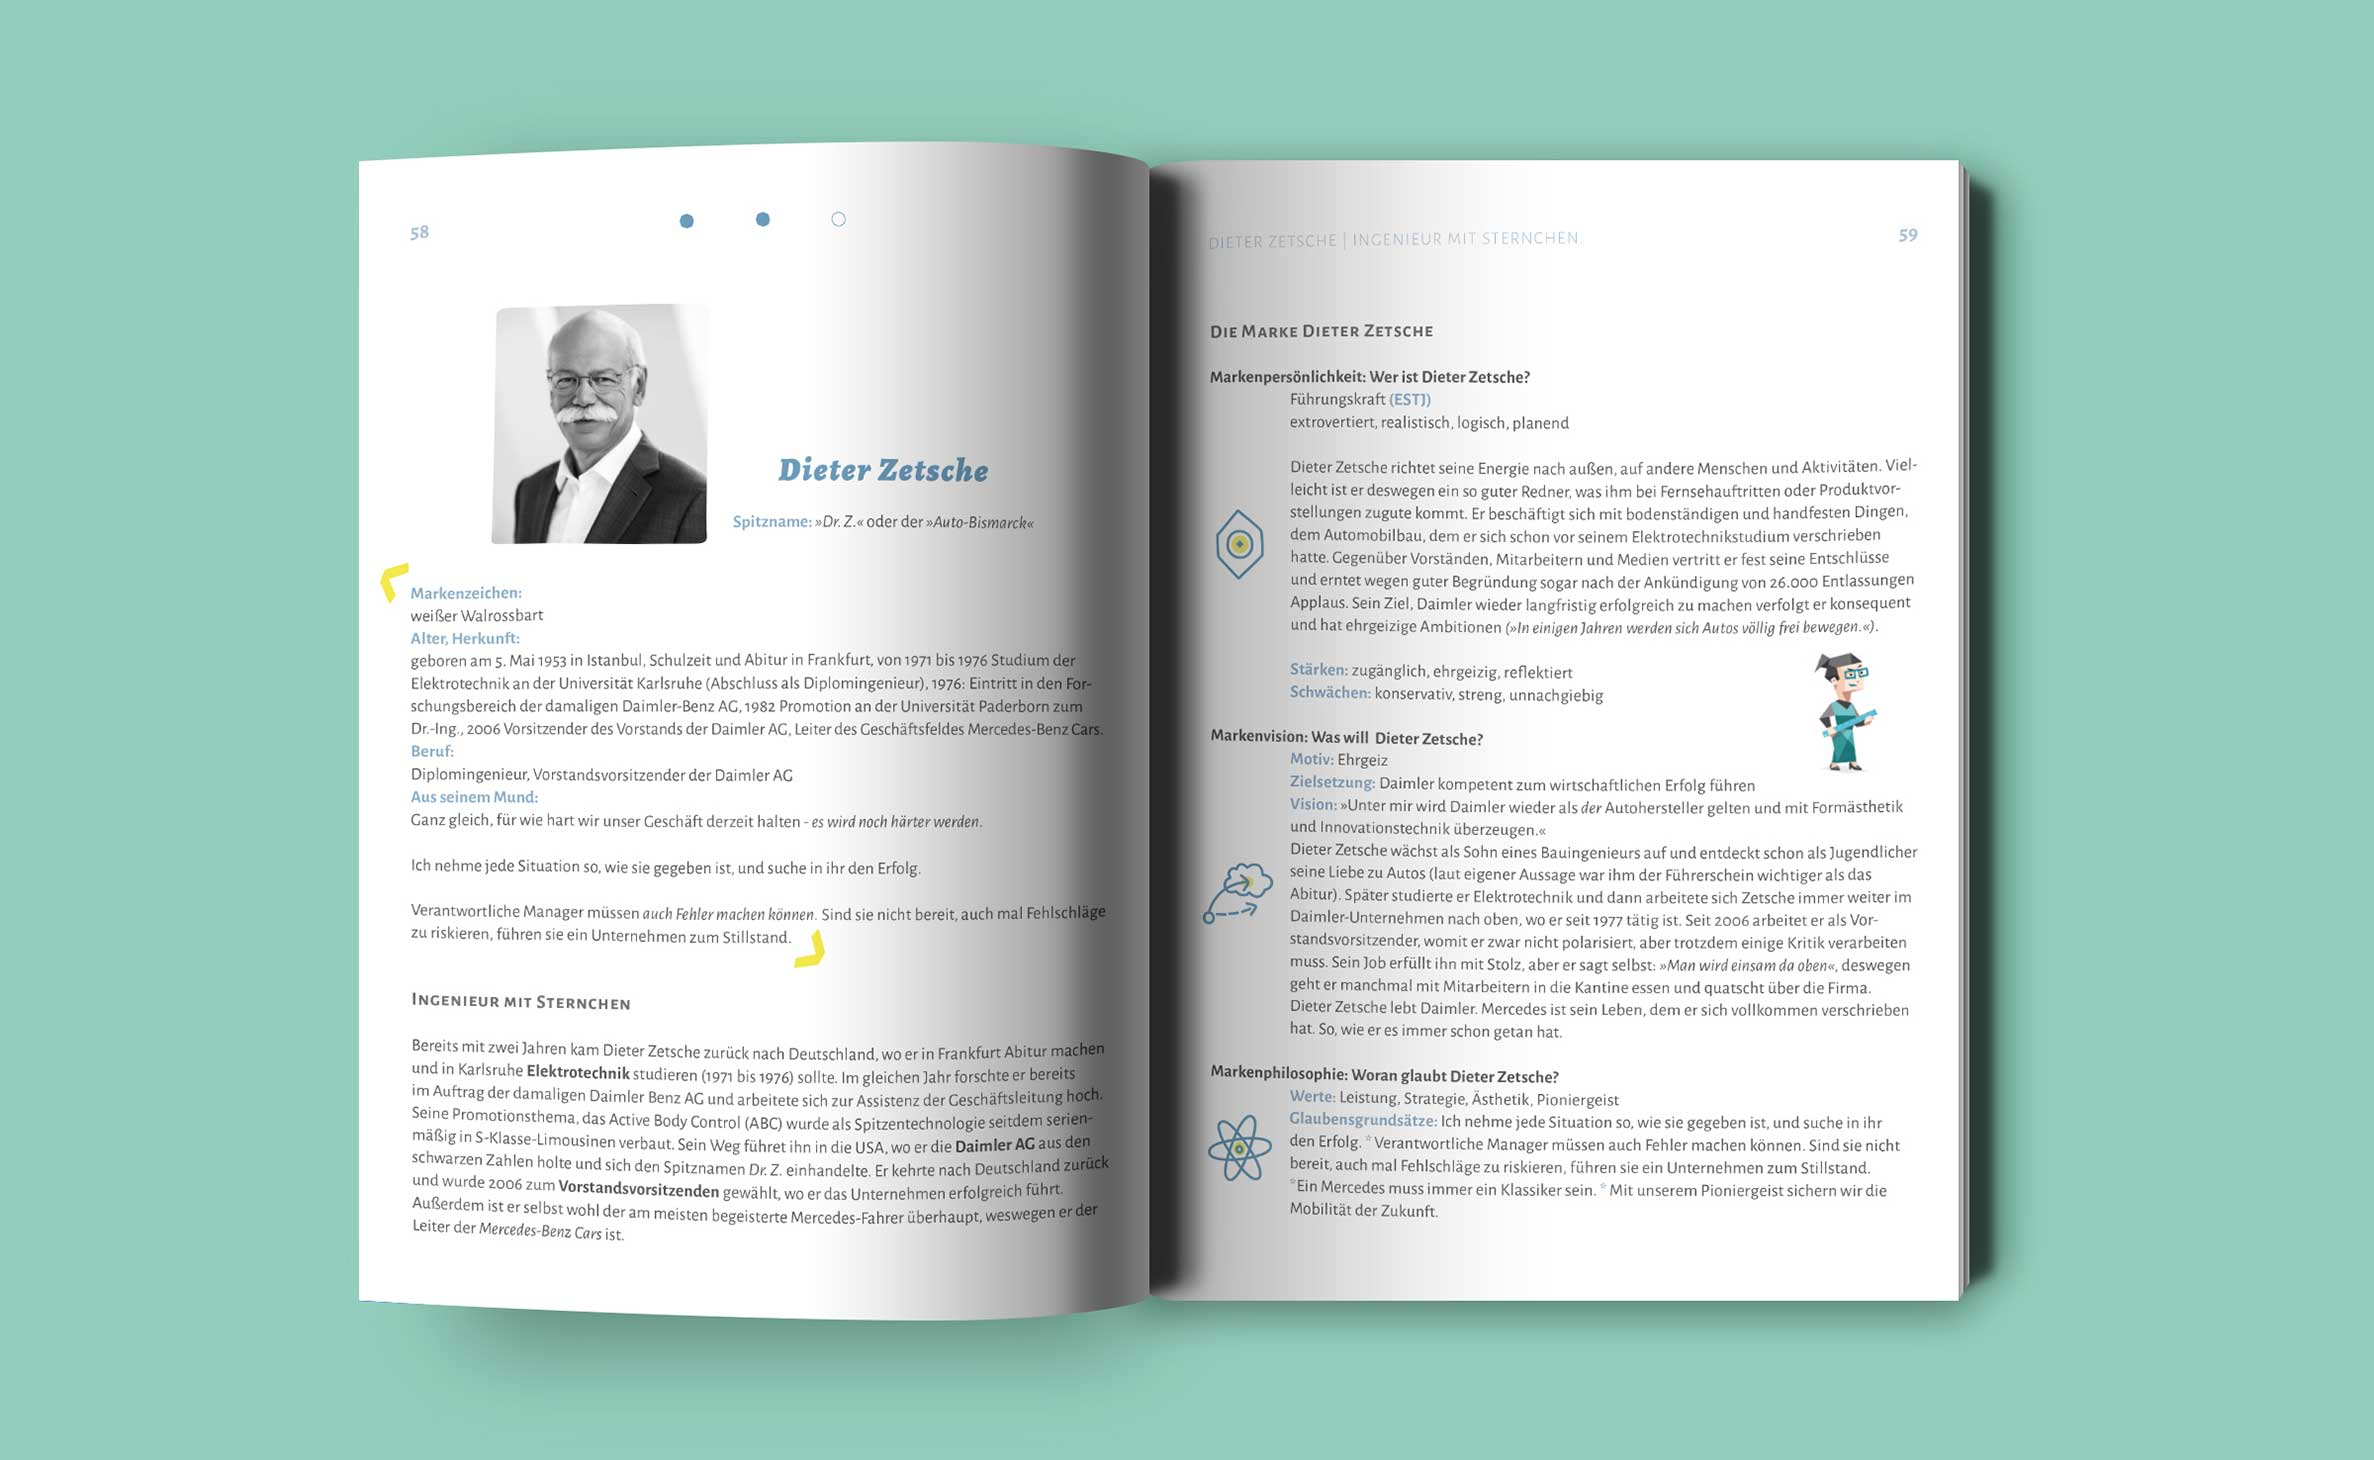 58
Dieter Zetsche
Spitzname: »Dr. Z.« oder der »Auto-Bismarck«
Markenzeichen:
weißer Walrossbart
Alter, Herkunft:
geboren am 5. Mai 1953 in Istanbul, Schulzeit und Abitur in Frankfurt, von 1971 bis 1976 Studium der
Elektrotechnik an der Universität Karlsruhe (Abschluss als Diplomingenieur), 1976: Eintritt in den For-
schungsbereich der damaligen Daimler-Benz AG, 1982 Promotion an der Universität Paderborn zum
Dr.-Ing., 2006 Vorsitzender des Vorstands der Daimler AG, Leiter des Geschäftsfeldes Mercedes-Benz Cars.
Beruf:
Diplomingenieur, Vorstandsvorsitzender der Daimler AG
Aus seinem Mund:
Ganz gleich, für wie hart wir unser Geschäft derzeit halten - es wird noch härter werden.
Ich nehme jede Situation so, wie sie gegeben ist, und suche in ihr den Erfolg.
Verantwortliche Manager müssen auch Fehler machen können. Sind sie nicht bereit, auch mal Fehlschläge
zu riskieren, führen sie ein Unternehmen zum Stillstand.
Ingenieur mit Sternchen
Bereits mit zwei Jahren kam Dieter Zetsche zurück nach Deutschland, wo er in Frankfurt Abitur machen
und in Karlsruhe Elektrotechnik studieren (1971 bis 1976) sollte. Im gleichen Jahr forschte er bereits
im Auftrag der damaligen Daimler Benz AG und arbeitete sich zur Assistenz der Geschäftsleitung hoch.
Seine Promotionsthema, das Active Body Control (ABC) wurde als Spitzentechnologie seitdem serien-
mäßig in S-Klasse-Limousinen verbaut. Sein Weg führet ihn in die USA, wo er die Daimler AG aus den
schwarzen Zahlen holte und sich den Spitznamen Dr. Z. einhandelte. Er kehrte nach Deutschland zurück
und wurde 2006 zum Vorstandsvorsitzenden gewählt, wo er das Unternehmen erfolgreich führt.
Außerdem ist er selbst wohl der am meisten begeisterte Mercedes-Fahrer überhaupt, weswegen er der
Leiter der Mercedes-Benz Cars ist.
DIETER ZETSCHE | INGENIEUR MIT STERNCHEN.
59
Die Marke Dieter Zetsche
Markenpersönlichkeit: Wer ist Dieter Zetsche?
Führungskraft (ESTJ)
extrovertiert, realistisch, logisch, planend
Dieter Zetsche richtet seine Energie nach außen, auf andere Menschen und Aktivitäten. Viel-
leicht ist er deswegen ein so guter Redner, was ihm bei Fernsehauftritten oder Produktvor-
stellungen zugute kommt. Er beschäftigt sich mit bodenständigen und handfesten Dingen,
dem Automobilbau, dem er sich schon vor seinem Elektrotechnikstudium verschrieben
hatte. Gegenüber Vorständen, Mitarbeitern und Medien vertritt er fest seine Entschlüsse
und erntet wegen guter Begründung sogar nach der Ankündigung von 26.000 Entlassungen
Applaus. Sein Ziel, Daimler wieder langfristig erfolgreich zu machen verfolgt er konsequent
und hat ehrgeizige Ambitionen (»In einigen Jahren werden sich Autos völlig frei bewegen.«).
Stärken: zugänglich, ehrgeizig, reflektiert
Schwächen: konservativ, streng, unnachgiebig
Markenvision: Was will Dieter Zetsche?
Motiv: Ehrgeiz
Zielsetzung: Daimler kompetent zum wirtschaftlichen Erfolg führen
Vision: »Unter mir wird Daimler wieder als der Autohersteller gelten und mit Formästhetik
und Innovationstechnik überzeugen.«
Dieter Zetsche wächst als Sohn eines Bauingenieurs auf und entdeckt schon als Jugendlicher
seine Liebe zu Autos (laut eigener Aussage war ihm der Führerschein wichtiger als das
Abitur). Später studierte er Elektrotechnik und dann arbeitete sich Zetsche immer weiter im
Daimler-Unternehmen nach oben, wo er seit 1977 tätig ist. Seit 2006 arbeitet er als Vor-
standsvorsitzender, womit er zwar nicht polarisiert, aber trotzdem einige Kritik verarbeiten
muss. Sein Job erfüllt ihn mit Stolz, aber er sagt selbst: »Man wird einsam da oben«, deswegen
geht er manchmal mit Mitarbeitern in die Kantine essen und quatscht über die Firma.
Dieter Zetsche lebt Daimler. Mercedes ist sein Leben, dem er sich vollkommen verschrieben
hat. So, wie er es immer schon getan hat.
Markenphilosophie: Woran glaubt Dieter Zetsche?
Werte: Leistung, Strategie, Ästhetik, Pioniergeist
Glaubensgrundsätze: Ich nehme jede Situation so, wie sie gegeben ist, und suche in ihr
den Erfolg. * Verantwortliche Manager müssen auch Fehler machen können. Sind sie nicht
bereit, auch mal Fehlschläge zu riskieren, führen sie ein Unternehmen zum Stillstand.
*Ein Mercedes muss immer ein Klassiker sein. * Mit unserem Pioniergeist sichern wir die
Mobilität der Zukunft.